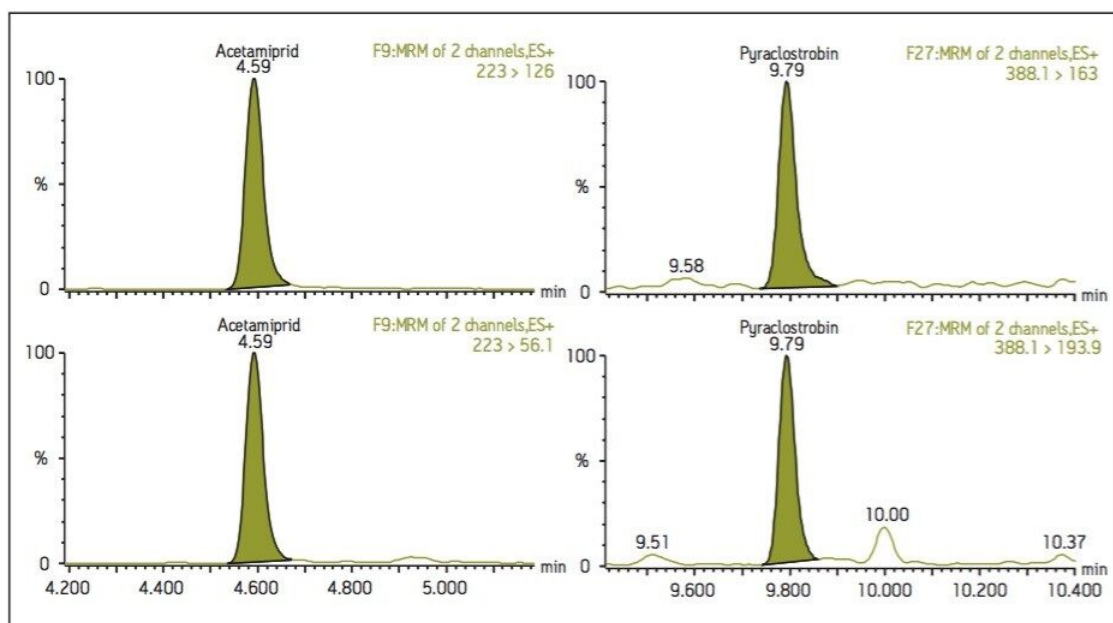 Acetamiprid
4.59
F9:MRM of 2 channels,ES+
223 > 126
100
%
0
min
Pyraclostrobin
9.79
F27:MRM of 2 channels,ES+
388.1 > 163
100
%
9.58
0
min
Acetamiprid
4.59
F9:MRM of 2 channels,ES+
223 > 56.1
100
%
0
min
4.200 4.400 4.600 4.800 5.000
Pyraclostrobin
9.79
F27:MRM of 2 channels,ES+
388.1 > 193.9
100
%
10.00
9.51
10.37
0
min
9.600 9.800 10.000 10.200 10.400